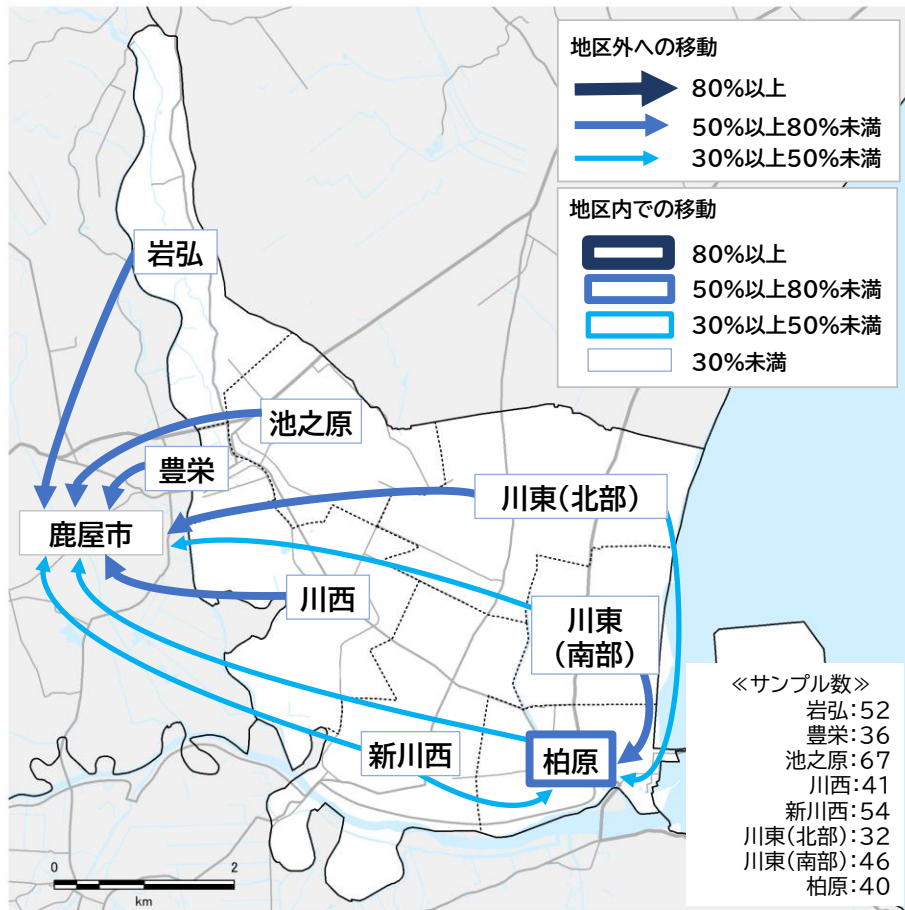 地区外への移動
80%以上
50%以上80%未満
30%以上50%未満
地区内での移動
80%以上
50%以上80%未満
30%以上50%未満
30%未満
岩弘
池之原
豊栄
川東(北部)
鹿屋市
川西
川東
(南部)
新川西
柏原
≪サンプル数≫
岩弘:52
豊栄:36
池之原:67
川西:41
新川西:54
川東(北部):32
川東(南部):46
柏原:40
0 2
km